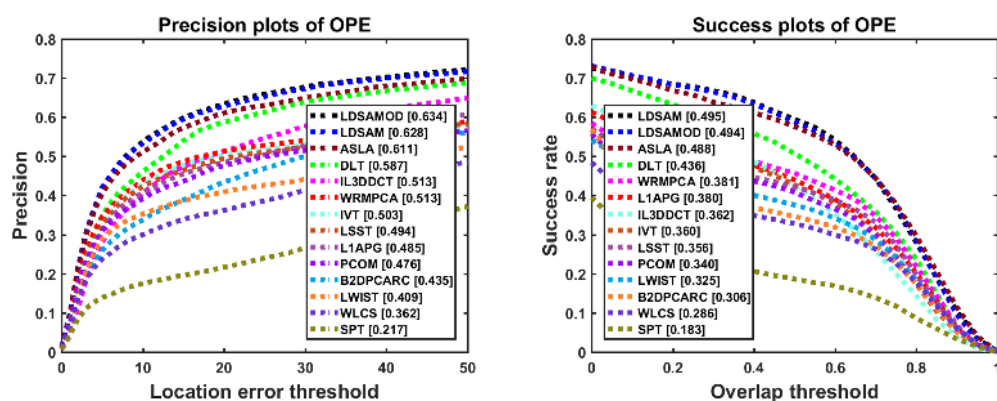 Precision plots of OPE
0.8
0.7
0.6
0.5
0.4
0.3
0.2
0.1
0
Precision
LDSAMOD [0.634]
LDSAM [0.628]
ASLA [0.611]
DLT [0.587]
IL3DDCT [0.513]
WRMPCA [0.513]
IVT [0.503]
LSST [0.494]
L1APG [0.485]
PCOM [0.476]
B2DPCARC [0.435]
LWIST [0.409]
WLCS [0.362]
SPT [0.217]
0 10 20 30 40 50
Location error threshold
Success plots of OPE
0.8
0.7
0.6
0.5
0.4
0.3
0.2
0.1
0
Success rate
LDSAM [0.495]
LDSAMOD [0.494]
ASLA [0.488]
DLT [0.436]
WRMPCA [0.381]
L1APG [0.380]
IL3DDCT [0.362]
IVT [0.360]
LSST [0.356]
PCOM [0.340]
LWIST [0.325]
B2DPCARC [0.306]
WLCS [0.286]
SPT [0.183]
0 0.2 0.4 0.6 0.8 1
Overlap threshold